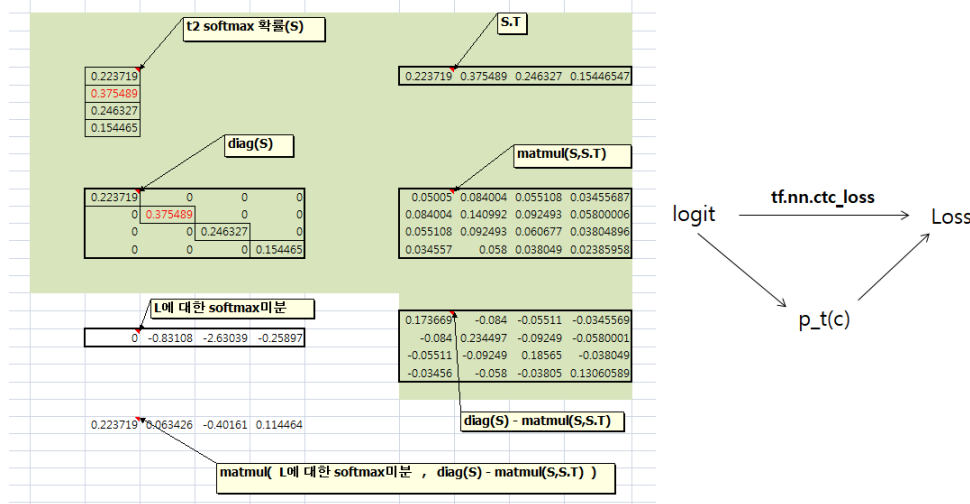 t2 softmax 확률(S)
S.T
0.223719
0.375489
0.246327
0.154465
0.223719 0.375489 0.246327 0.15446547
diag(S)
matmul(S,S.T)
0.223719 0 0 0
0 0.375489 0 0
0 0 0.246327 0
0 0 0 0.154465
0.05005 0.084004 0.055108 0.03455687
0.084004 0.140992 0.092493 0.05800006
0.055108 0.092493 0.060677 0.03804896
0.034557 0.058 0.038049 0.02385958
L에 대한 softmax미분
0 -0.83108 -2.63039 -0.25897
0.173669 -0.084 -0.05511 -0.0345569
-0.084 0.234497 -0.09249 -0.0580001
-0.05511 -0.09249 0.18565 -0.038049
-0.03456 -0.058 -0.03805 0.13060589
diag(S) - matmul(S,S.T)
0.223719 0.063426 -0.40161 0.114464
matmul( L에 대한 softmax미분 , diag(S) - matmul(S,S.T) )
tf.nn.ctc_loss
logit
Loss
p_t(c)